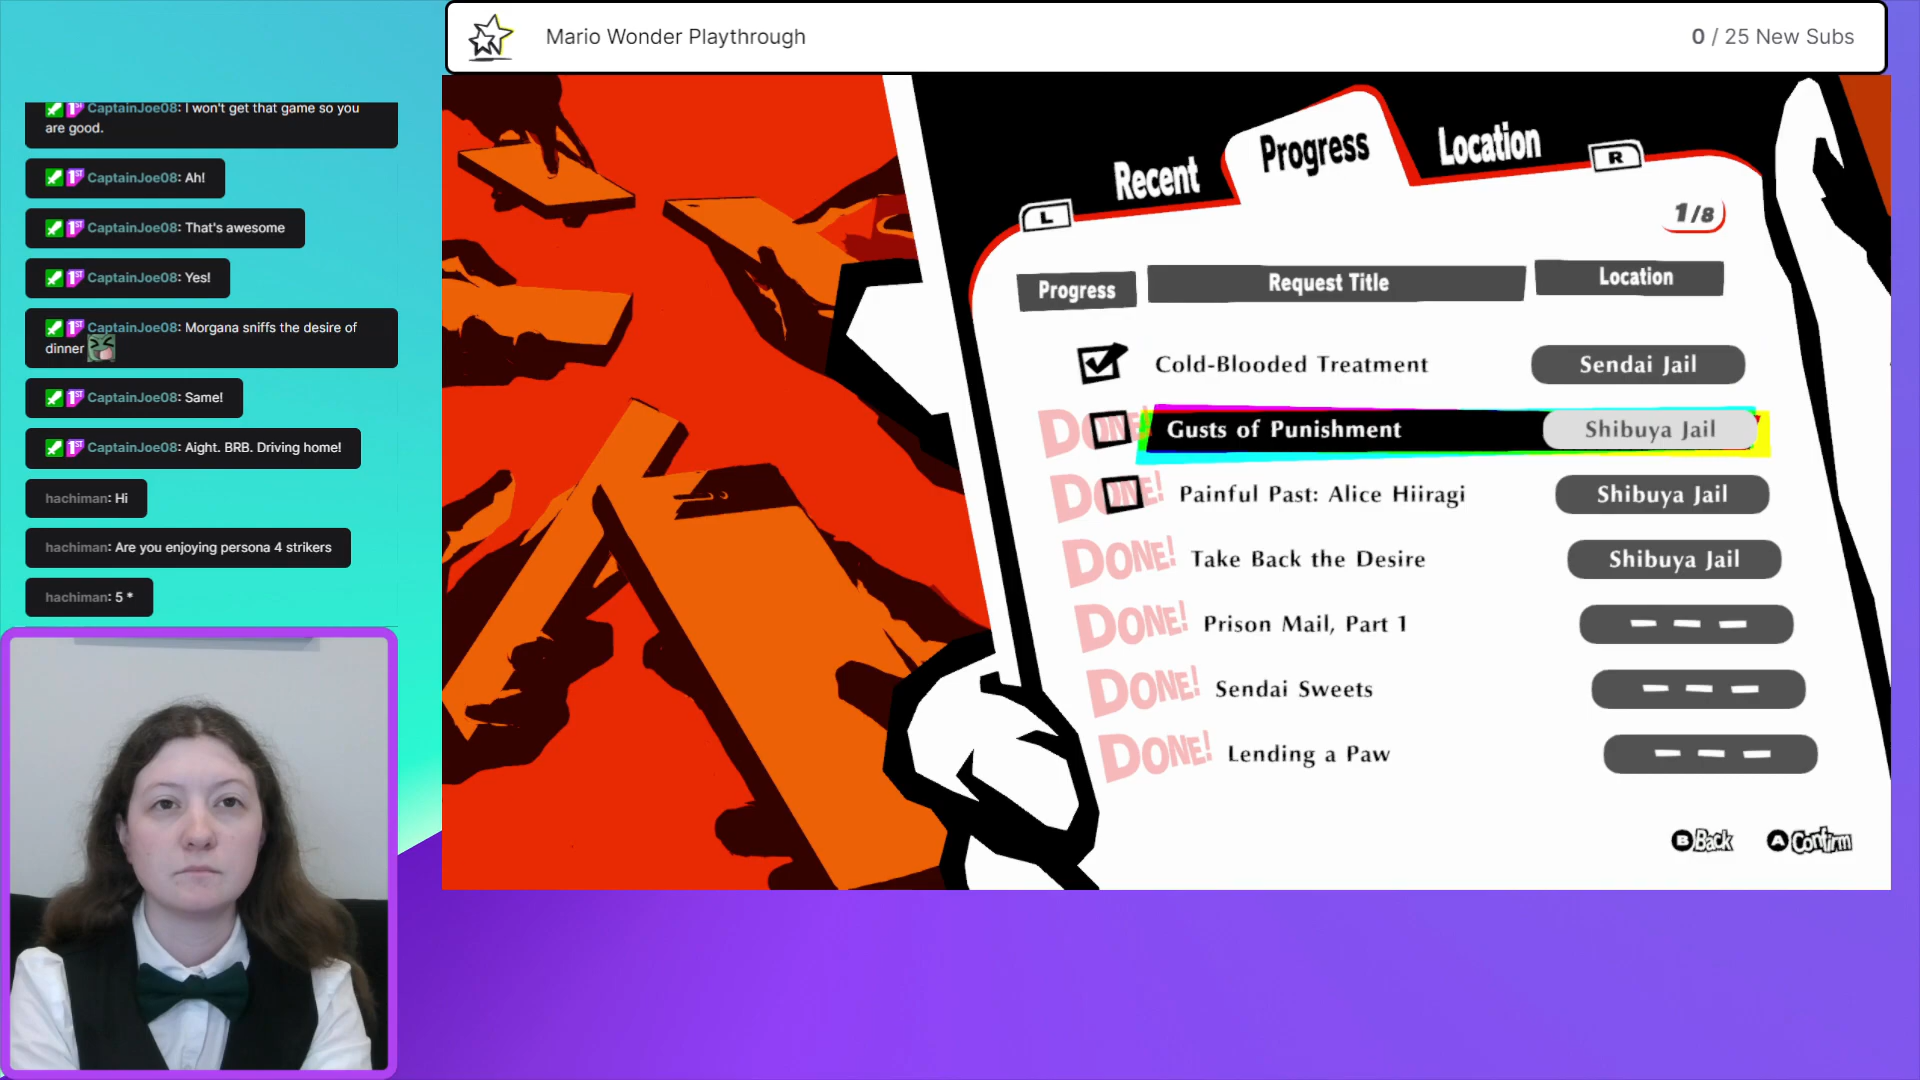 Mario Wonder Playthrough
0 / 25 New Subs
CaptainJoe08: I won't get that game so you
are good.
CaptainJoe08: Ah!
CaptainJoe08: That's awesome
CaptainJoe08: Yes!
CaptainJoe08: Morgana sniffs the desire of
dinner
CaptainJoe08: Same!
CaptainJoe08: Aight. BRB. Driving home!
hachiman: Hi
hachiman: Are you enjoying persona 4 strikers
hachiman: 5 *
L Recent Progress Location R
1/8
Progress Request Title Location
Cold-Blooded Treatment Sendai Jail
DONE! Gusts of Punishment Shibuya Jail
DONE! Painful Past: Alice Hiiragi Shibuya Jail
DONE! Take Back the Desire Shibuya Jail
DONE! Prison Mail, Part 1 ---
DONE! Sendai Sweets ---
DONE! Lending a Paw ---
B Back A Confirm